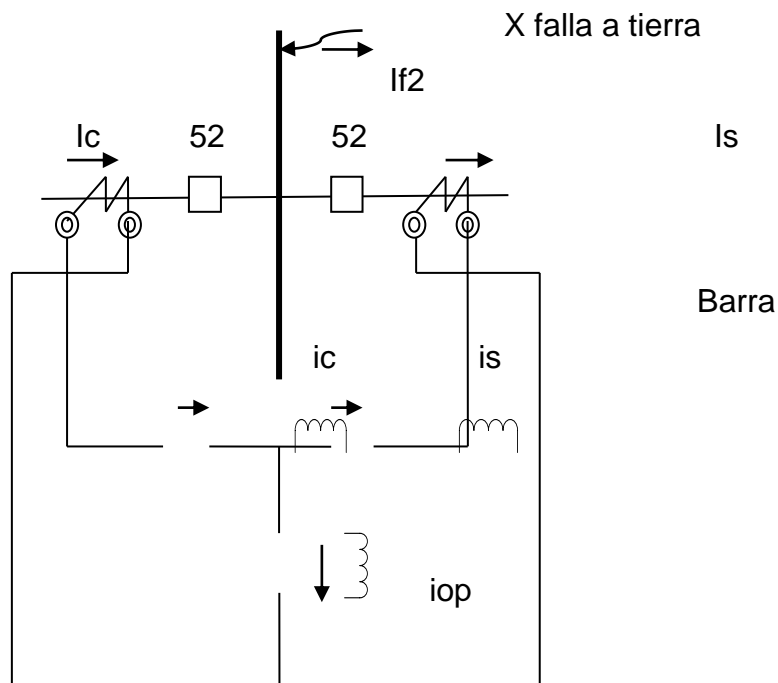 X falla a tierra
If2
Ic 52 52 Is
Barra
ic is
iop